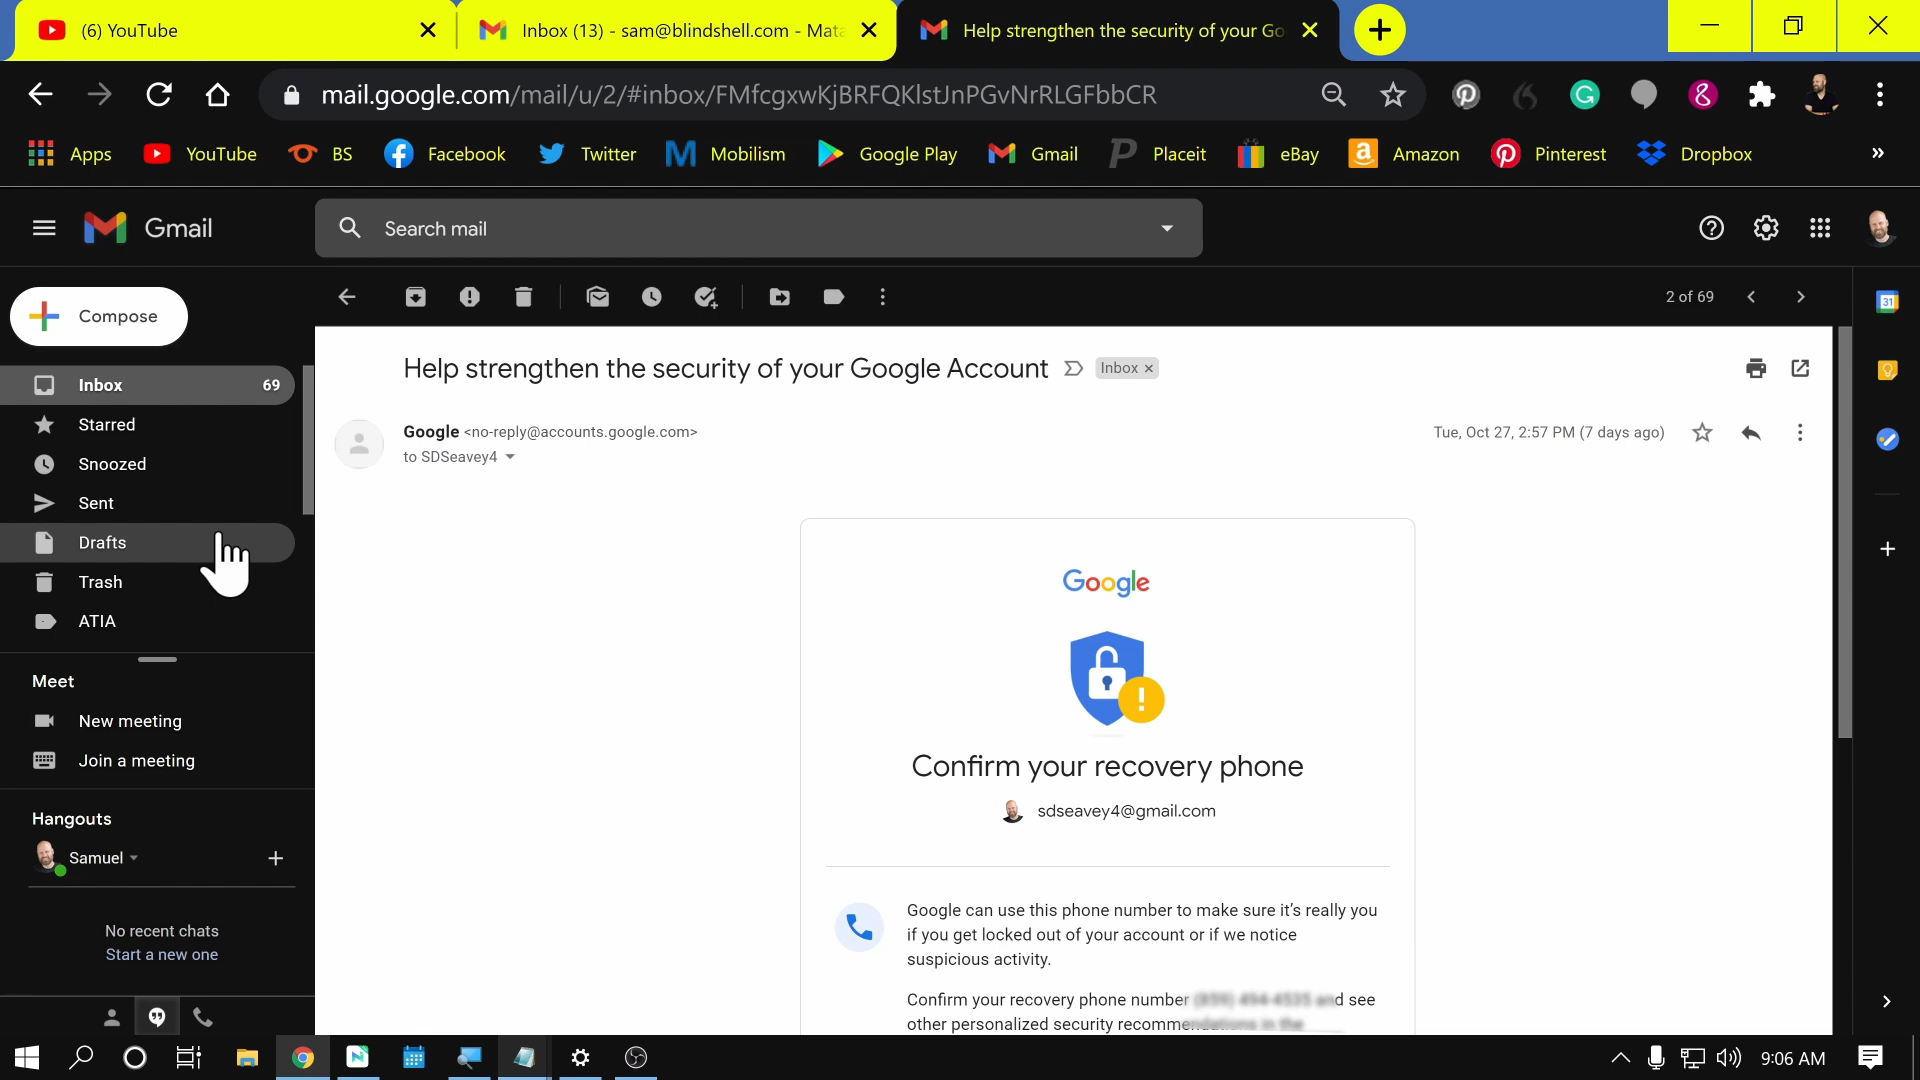 (6) YouTube
Inbox (13) - sam@blindshell.com - Mata
Help strengthen the security of your Go
mail.google.com/mail/u/2/#inbox/FMfcgxwKjBRFQKlstJnPGvNrRLGFbbCR
Apps
YouTube
BS
Facebook
Twitter
Mobilism
Google Play
Gmail
Placeit
eBay
Amazon
Pinterest
Dropbox
»
Gmail
Search mail
Compose
2 of 69
Inbox 69
Starred
Snoozed
Sent
Drafts
Trash
ATIA
Meet
New meeting
Join a meeting
Hangouts
Samuel
No recent chats
Start a new one
Help strengthen the security of your Google Account
Inbox ×
Google <no-reply@accounts.google.com>
to SDSeavey4
Tue, Oct 27, 2:57 PM (7 days ago)
Google
Confirm your recovery phone
sdseavey4@gmail.com
Google can use this phone number to make sure it's really you
if you get locked out of your account or if we notice
suspicious activity.
Confirm your recovery phone number and see
other personalized security recommendations in the
9:06 AM